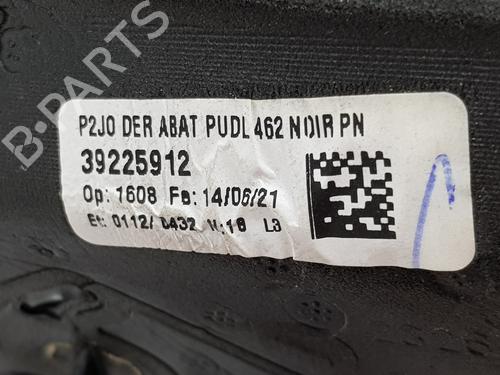 B-PARTS
P2JO DER ABAT PUDL 462 NOIR PN
39225912
Op: 1608 Fe: 14/06/21
Et: 0112/ 0432 H:16 L3